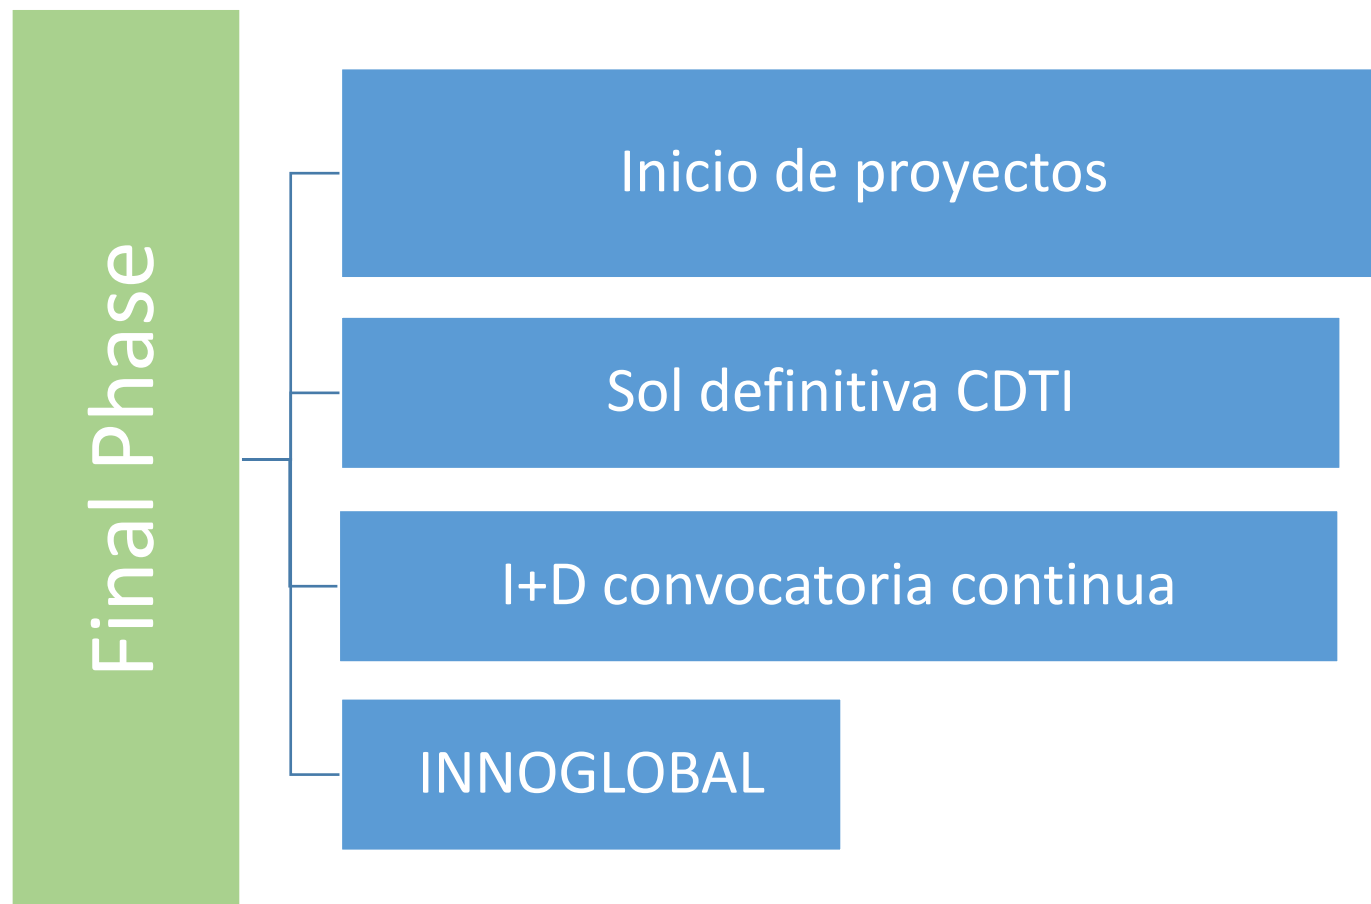 Final Phase
Inicio de proyectos
Sol definitiva CDTI
I+D convocatoria continua
INNOGLOBAL